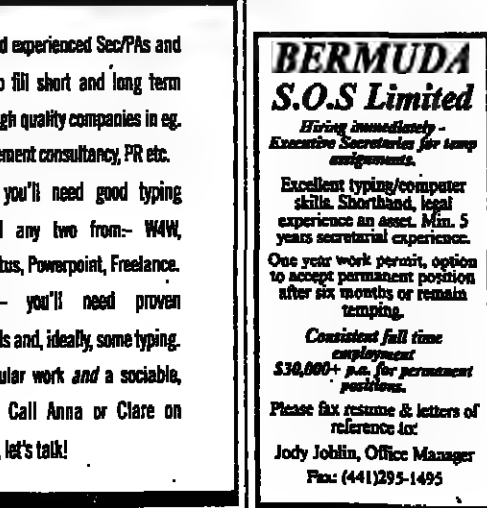 d experienced Sec/PAs and
o fill short and long term
gh quality companies in eg.
ement consultancy, PR etc.
you'll need good typing
l any two from:- W4W,
tus, Powerpoint, Freelance.
– you'll need proven
ls and, ideally, some typing.
ular work and a sociable,
Call Anna or Clare on
, let's talk!
BERMUDA
S.O.S Limited
Hiring immediately -
Executive Secretaries for temp
assignments.
Excellent typing/computer
skills. Shorthand, legal
experience an asset. Min. 5
years secretarial experience.
One year work permit, option
to accept permanent position
after six months or remain
temping.
Consistent full time
employment
$30,000+ p.a. for permanent
positions.
Please fax resume & letters of
reference to:
Jody Joblin, Office Manager
Fax: (441)295-1495